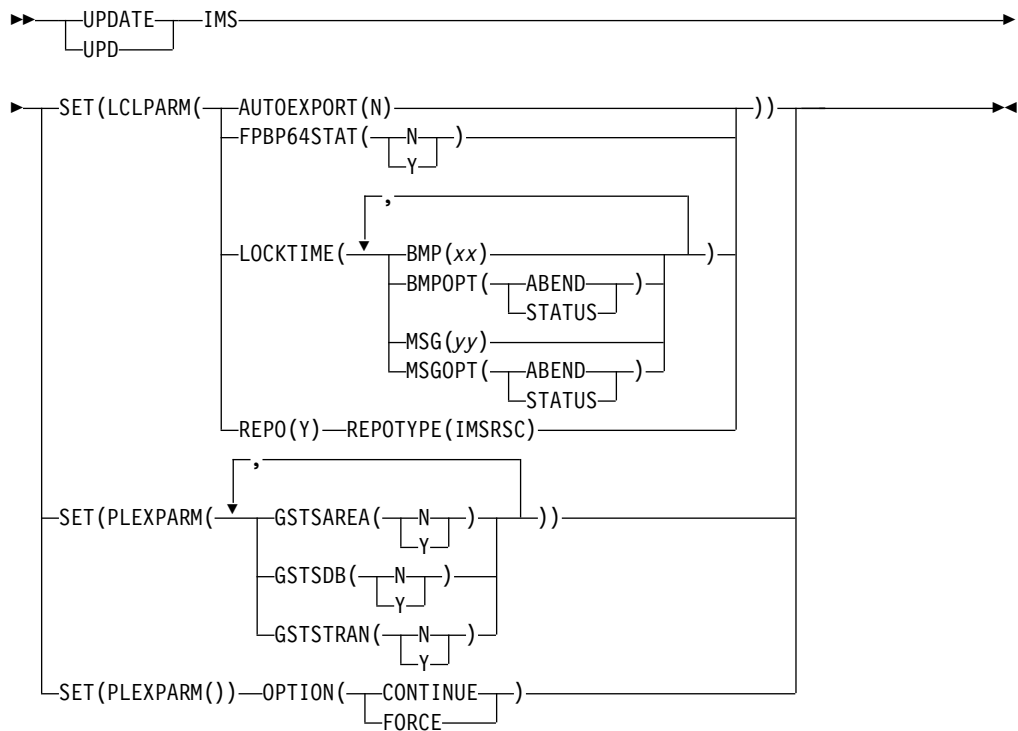 UPDATE IMS
UPD
SET(LCLPARM( AUTOEXPORT(N) ))
FPBP64STAT( N )
Y
,
LOCKTIME( BMP(xx) )
BMPOPT( ABEND )
STATUS
MSG(yy)
MSGOPT( ABEND )
STATUS
REPO(Y) REPOTYPE(IMSRSC)
,
SET(PLEXPARM( GSTSAREA( N ) ))
Y
GSTSDB( N )
Y
GSTSTRAN( N )
Y
SET(PLEXPARM()) OPTION( CONTINUE )
FORCE